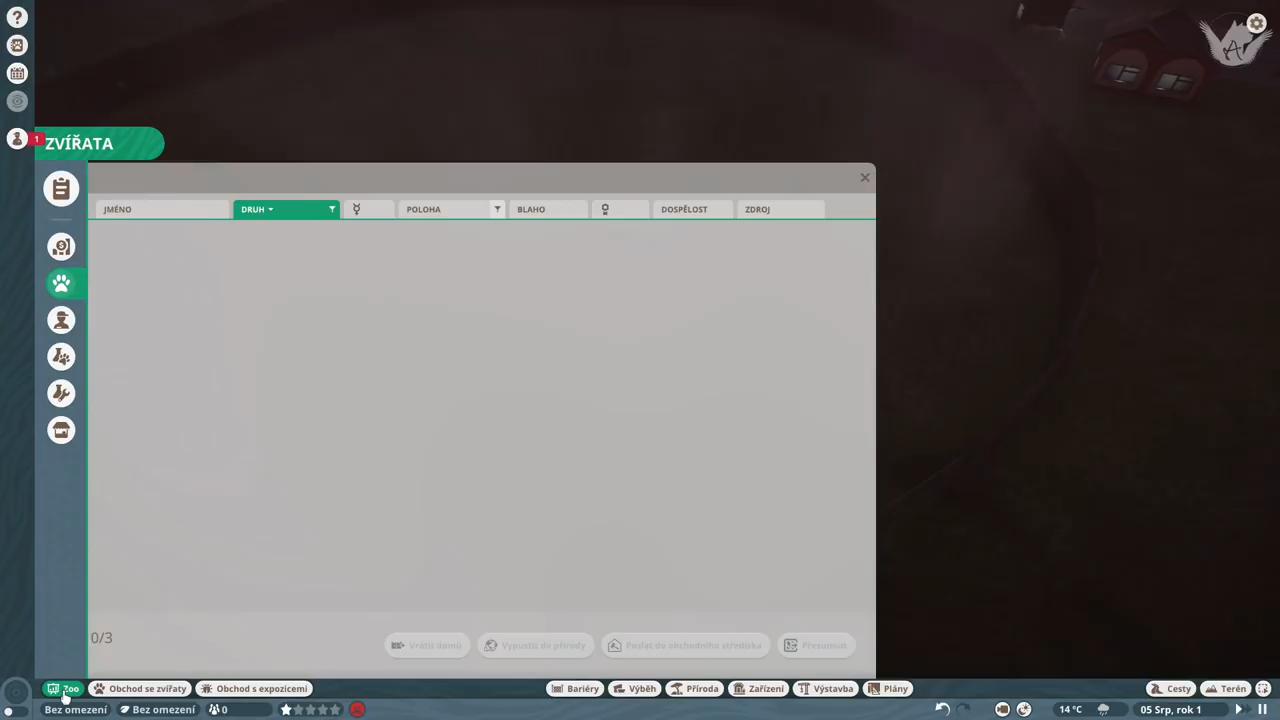 ?
1
ZVÍŘATA
JMÉNO DRUH POLOHA BLAHO DOSPĚLOST ZDROJ
0/3 Vrátit domů Vypustit do přírody Poslat do obchodního střediska Přesunout
Zoo Obchod se zvířaty Obchod s expozicemi Bariéry Výběh Příroda Zařízení Výstavba Plány Cesty Terén
Bez omezení Bez omezení 0 14 °C 05 Srp, rok 1